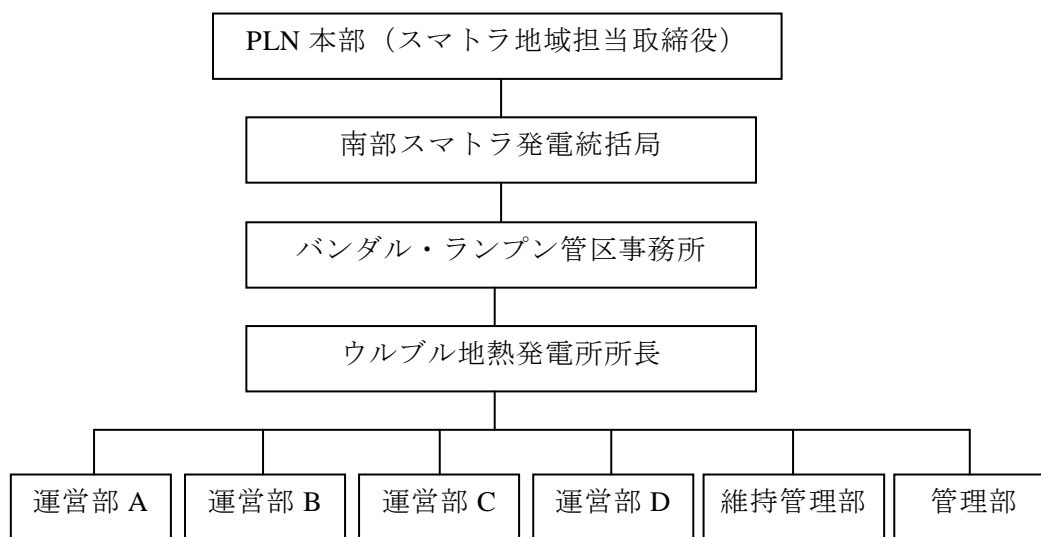 PLN 本部（スマトラ地域担当取締役）
南部スマトラ発電統括局
バンダル・ランプン管区事務所
ウルブル地熱発電所所長
運営部 A
運営部 B
運営部 C
運営部 D
維持管理部
管理部